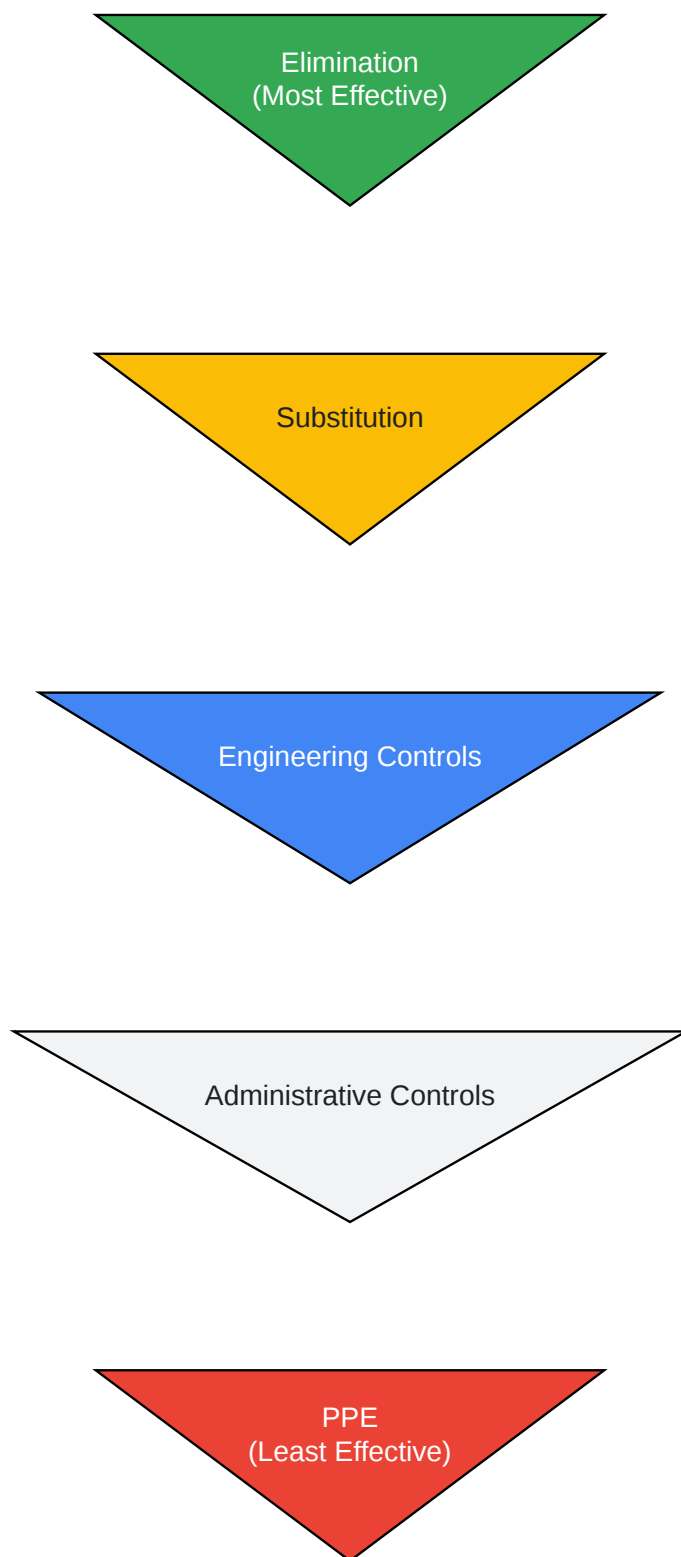 Elimination
(Most Effective)
Substitution
Engineering Controls
Administrative Controls
PPE
(Least Effective)